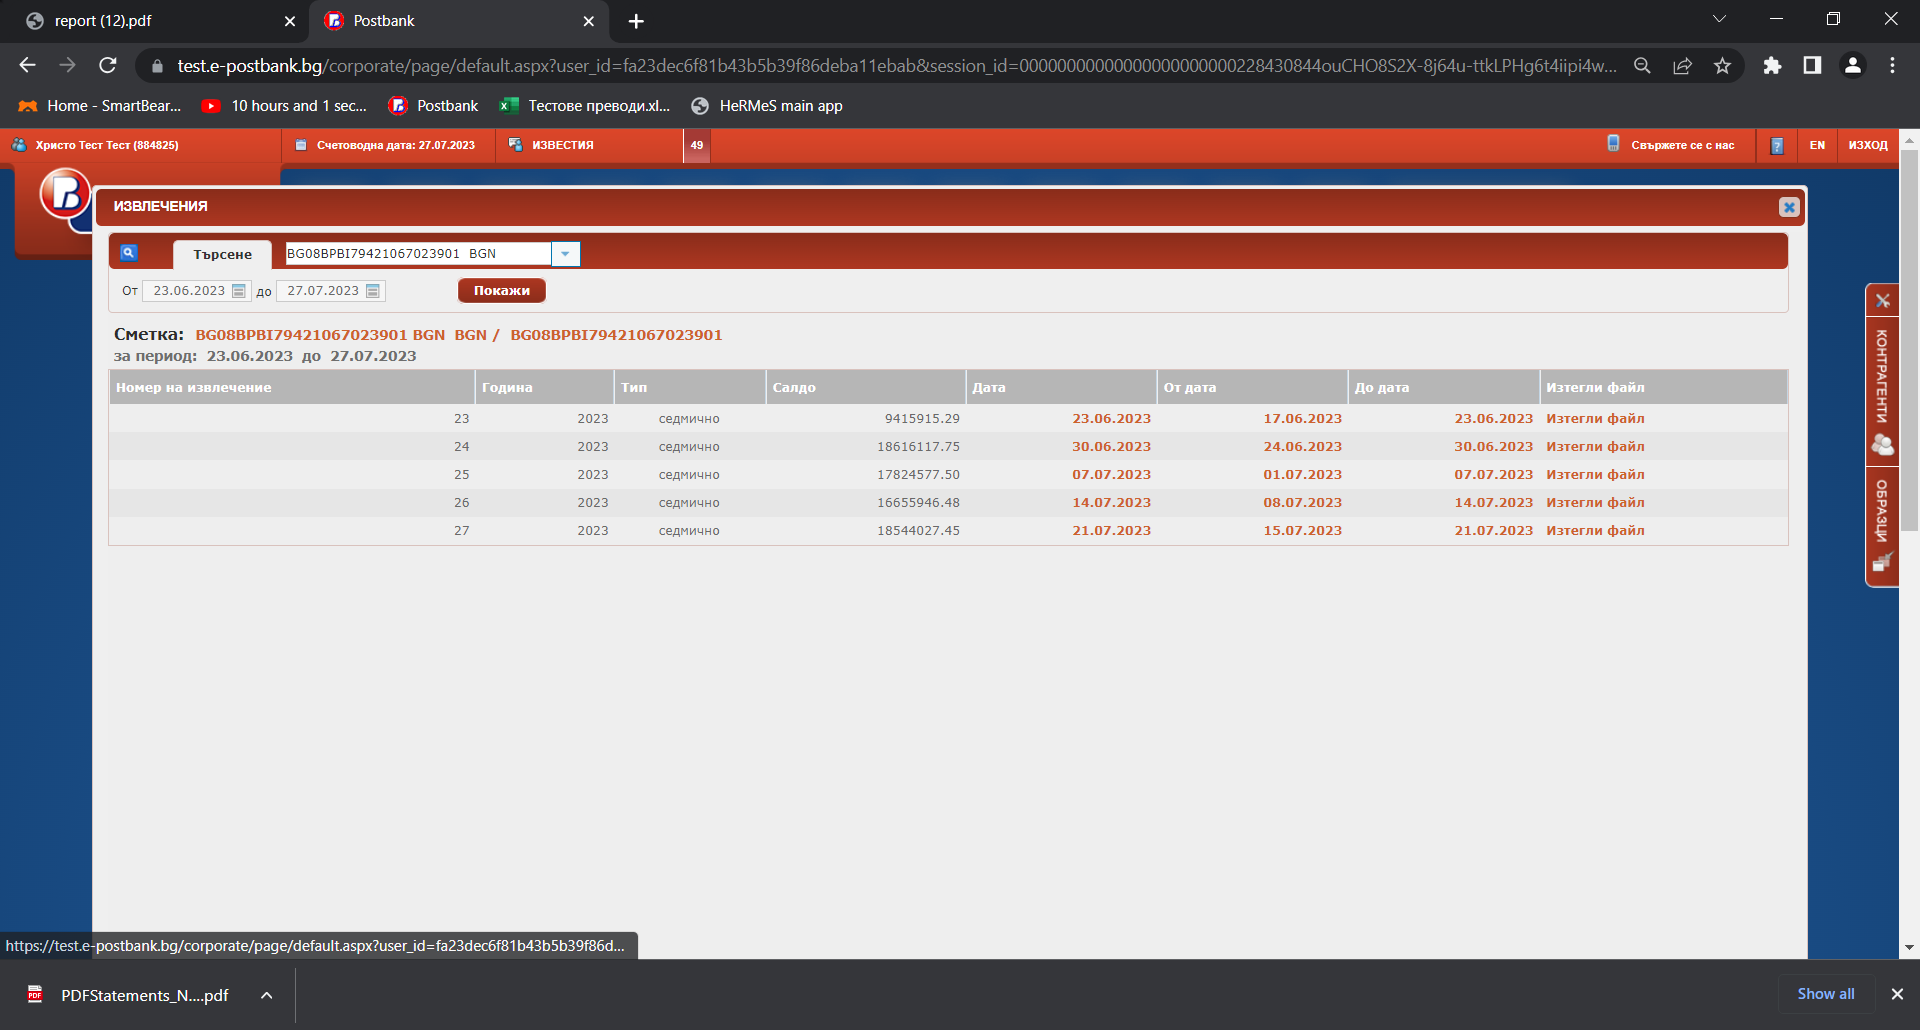 report (12).pdf
Postbank
test.e-postbank.bg/corporate/page/default.aspx?user_id=fa23dec6f81b43b5b39f86deba11ebab&session_id=0000000000000000000000228430844ouCHO8S2X-8j64u-ttkLPHg6t4iipi4w...
Home - SmartBear...
10 hours and 1 sec...
Postbank
Тестове преводи.xl...
HeRMeS main app
Христо Тест Тест (884825)
Счетоводна дата: 27.07.2023
ИЗВЕСТИЯ
49
Свържете се с нас
?
EN
ИЗХОД
ИЗВЛЕЧЕНИЯ
Търсене
BG08BPBI79421067023901 BGN
От 23.06.2023 до 27.07.2023
Покажи
Сметка: BG08BPBI79421067023901 BGN BGN / BG08BPBI79421067023901
за период: 23.06.2023 до 27.07.2023
Номер на извлечение Година Тип Салдо Дата От дата До дата Изтегли файл
23 2023 седмично 9415915.29 23.06.2023 17.06.2023 23.06.2023 Изтегли файл
24 2023 седмично 18616117.75 30.06.2023 24.06.2023 30.06.2023 Изтегли файл
25 2023 седмично 17824577.50 07.07.2023 01.07.2023 07.07.2023 Изтегли файл
26 2023 седмично 16655946.48 14.07.2023 08.07.2023 14.07.2023 Изтегли файл
27 2023 седмично 18544027.45 21.07.2023 15.07.2023 21.07.2023 Изтегли файл
КОНТРАГЕНТИ
ОБРАЗЦИ
https://test.e-postbank.bg/corporate/page/default.aspx?user_id=fa23dec6f81b43b5b39f86d...
PDF
PDFStatements_N....pdf
Show all